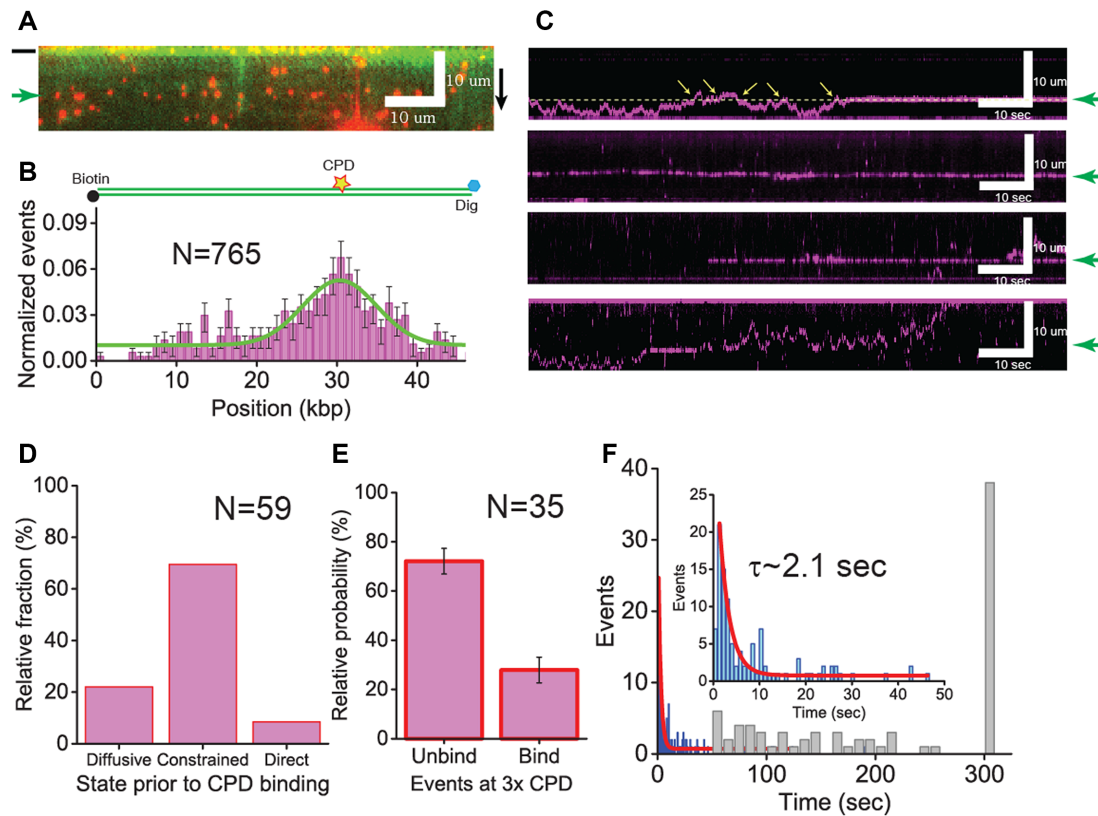 A
10 um
10 um
B
Biotin
CPD
Dig
N=765
Normalized events
0.09
0.06
0.03
0.00
0
10
20
30
40
Position (kbp)
C
10 um
10 sec
10 um
10 sec
10 um
10 sec
10 um
10 sec
D
N=59
Relative fraction (%)
100
80
60
40
20
0
Diffusive Constrained Direct
State prior to CPD binding
E
N=35
Relative probability (%)
100
80
60
40
20
0
Unbind Bind
Events at 3x CPD
F
Events
40
30
20
10
0
0 100 200 300
Time (sec)
τ~2.1 sec
Events
25
20
15
10
5
0
0 10 20 30 40 50
Time (sec)